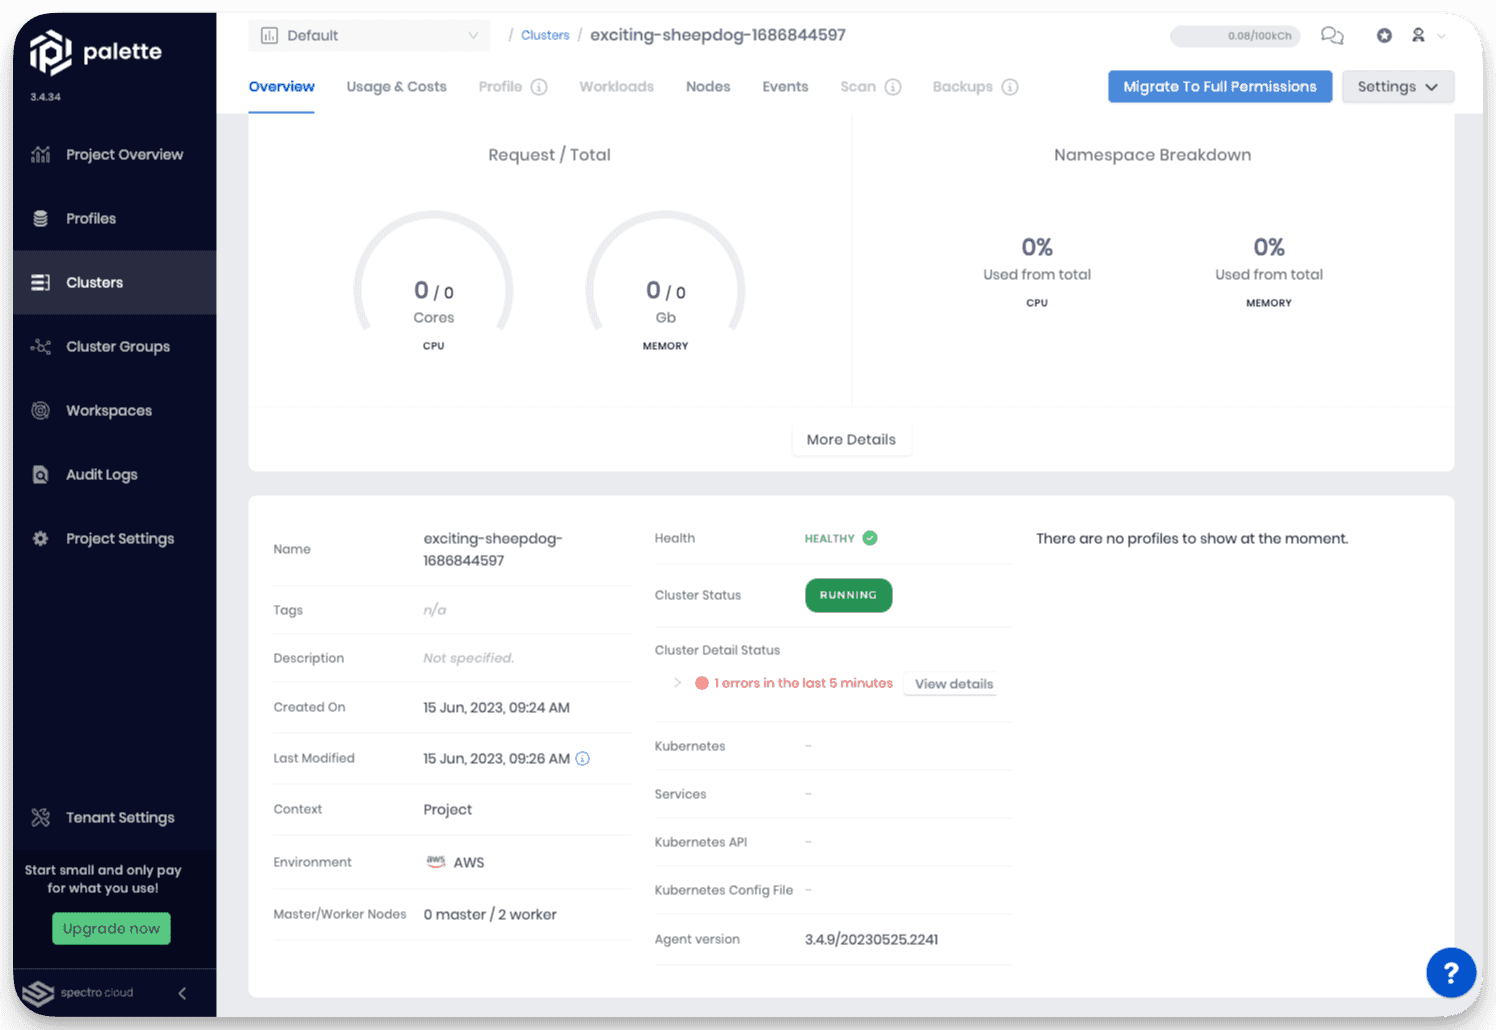 palette
3.4.34
Project Overview
Profiles
Clusters
Cluster Groups
Workspaces
Audit Logs
Project Settings
Tenant Settings
Start small and only pay
for what you use!
Upgrade now
spectro cloud
Default
/ Clusters / exciting-sheepdog-1686844597
0.08/100kCh
Overview Usage & Costs Profile Workloads Nodes Events Scan Backups
Migrate To Full Permissions
Settings
Request / Total
0 / 0
Cores
CPU
0 / 0
Gb
MEMORY
Namespace Breakdown
0%
Used from total
CPU
0%
Used from total
MEMORY
More Details
Name exciting-sheepdog-
1686844597
Tags n/a
Description Not specified.
Created On 15 Jun, 2023, 09:24 AM
Last Modified 15 Jun, 2023, 09:26 AM
Context Project
Environment aws AWS
Master/Worker Nodes 0 master / 2 worker
Health HEALTHY
Cluster Status RUNNING
Cluster Detail Status
1 errors in the last 5 minutes View details
Kubernetes -
Services -
Kubernetes API -
Kubernetes Config File -
Agent version 3.4.9/20230525.2241
There are no profiles to show at the moment.
?